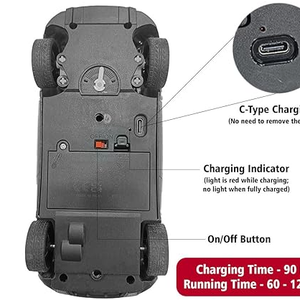 C-Type Charg
(No need to remove the
Charging Indicator
(light is red while charging;
no light when fully charged)
On/Off Button
Charging Time - 90
Running Time - 60 - 12